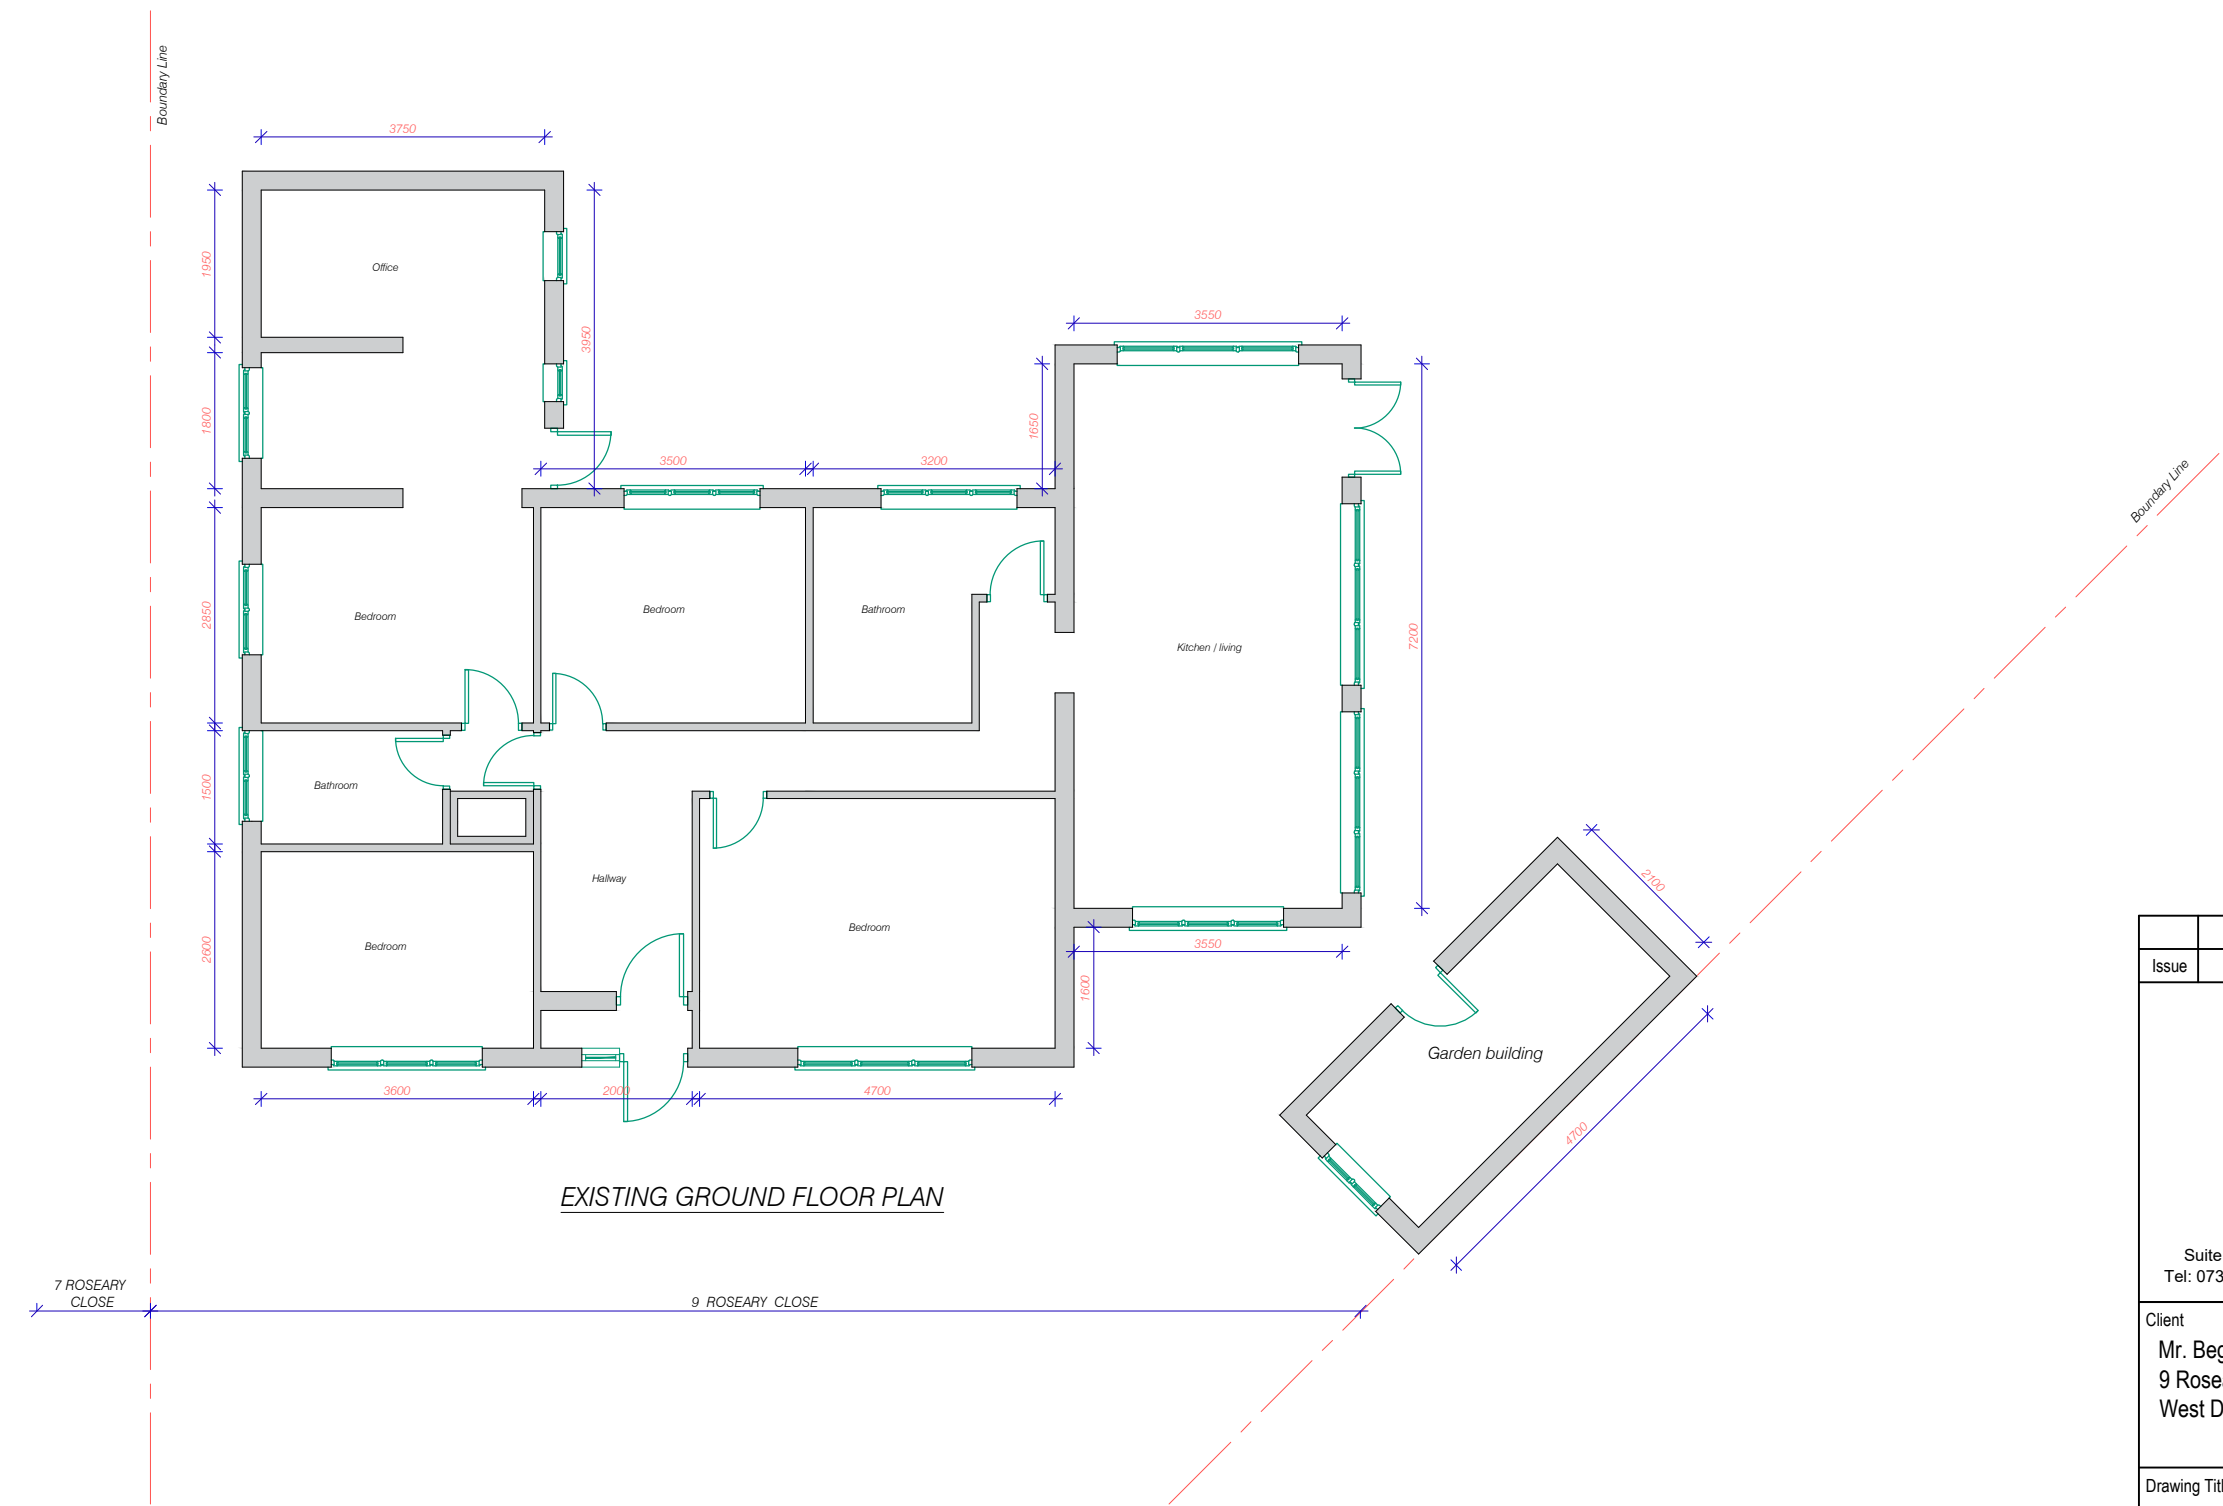 Boundary Line
3750
1950
Office
3950
3550
1800
1650
3500
3200
Boundary Line
2850
Bedroom
Bedroom
Bathroom
Kitchen / living
7200
1500
Bathroom
Hallway
2100
2600
Bedroom
Bedroom
3550
1600
Issue
Garden building
3600
2000
4700
4700
EXISTING GROUND FLOOR PLAN
7 ROSEARY
CLOSE
9 ROSEARY CLOSE
Suite
Tel: 073
Client
Mr. Beg
9 Rose
West D
Drawing Titl